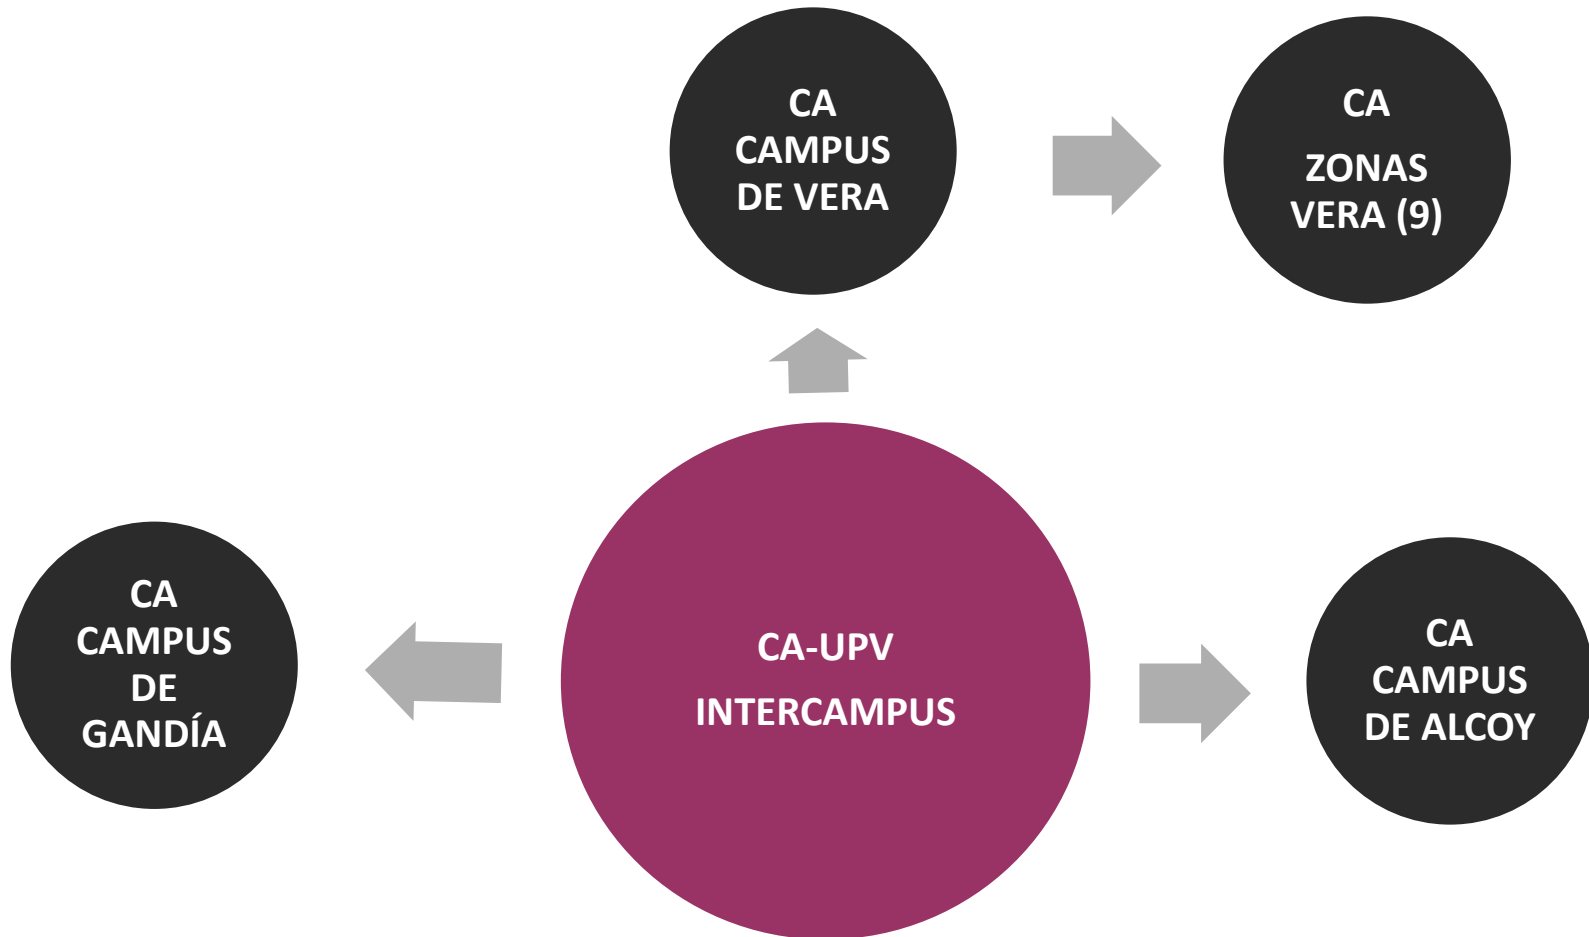 CA
CAMPUS
DE VERA
CA
ZONAS
VERA (9)
CA
CAMPUS
DE
GANDÍA
CA-UPV
INTERCAMPUS
CA
CAMPUS
DE ALCOY